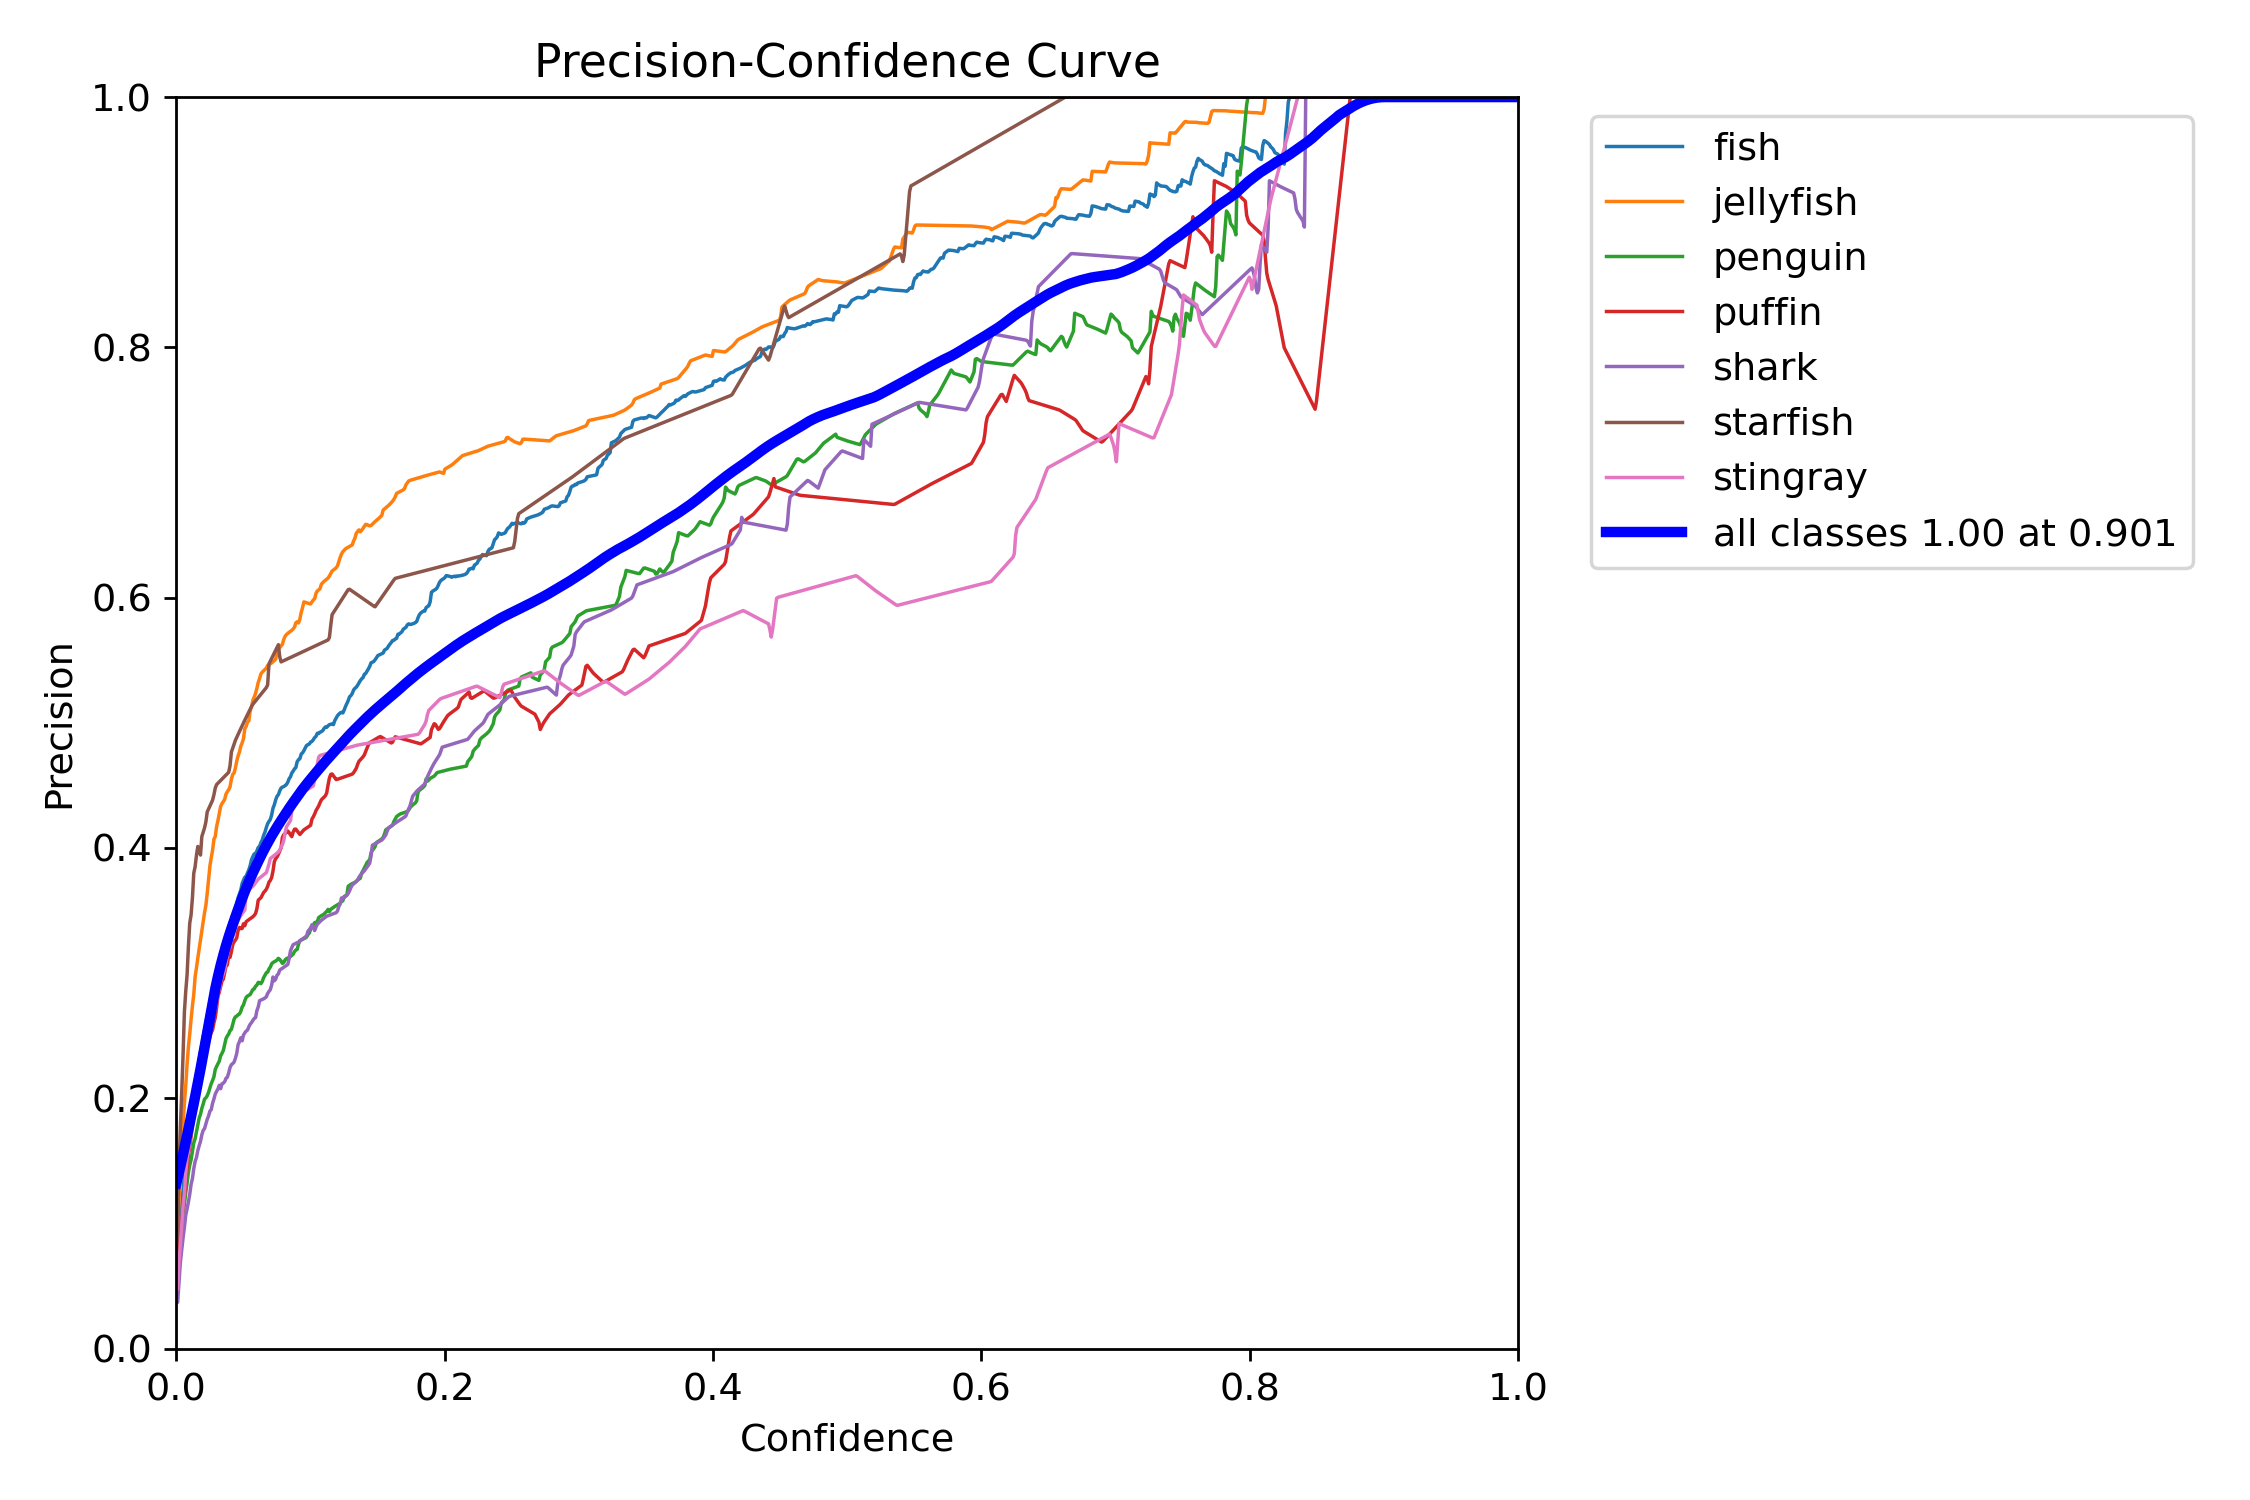 Precision-Confidence Curve
1.0
0.8
0.6
0.4
0.2
0.0
Precision
0.0
0.2
0.4
0.6
0.8
1.0
Confidence
fish
jellyfish
penguin
puffin
shark
starfish
stingray
all classes 1.00 at 0.901